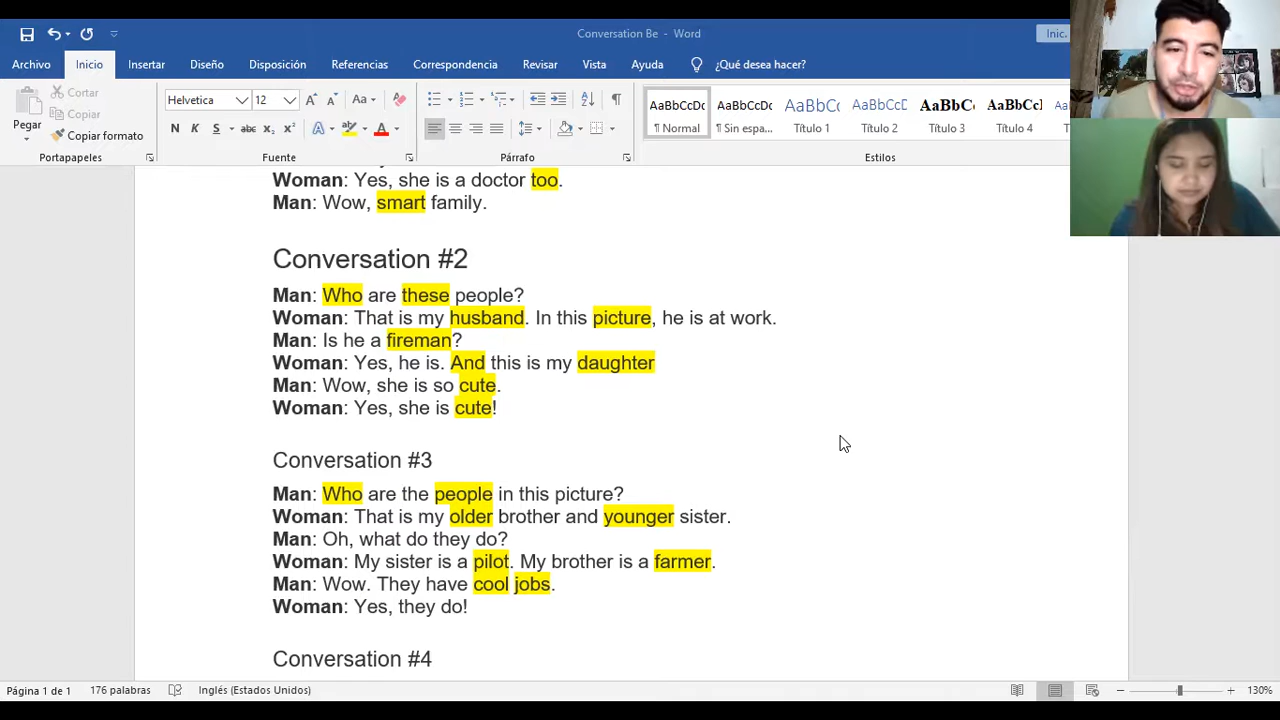 Conversation Be - Word
Inic.
Archivo Inicio Insertar Diseño Disposición Referencias Correspondencia Revisar Vista Ayuda ¿Qué desea hacer?
Pegar
Cortar
Copiar
Copiar formato
Portapapeles
Helvetica 12
Aa
N K S abc x₂ x²
A A
Fuente
Párrafo
AaBbCcDc AaBbCcDc AaBbCc AaBbCcD AaBbCc AaBbCcI
¶ Normal ¶ Sin espa... Título 1 Título 2 Título 3 Título 4
Estilos
Woman: Yes, she is a doctor too.
Man: Wow, smart family.
Conversation #2
Man: Who are these people?
Woman: That is my husband. In this picture, he is at work.
Man: Is he a fireman?
Woman: Yes, he is. And this is my daughter
Man: Wow, she is so cute.
Woman: Yes, she is cute!
Conversation #3
Man: Who are the people in this picture?
Woman: That is my older brother and younger sister.
Man: Oh, what do they do?
Woman: My sister is a pilot. My brother is a farmer.
Man: Wow. They have cool jobs.
Woman: Yes, they do!
Conversation #4
Página 1 de 1 176 palabras Inglés (Estados Unidos) 130%